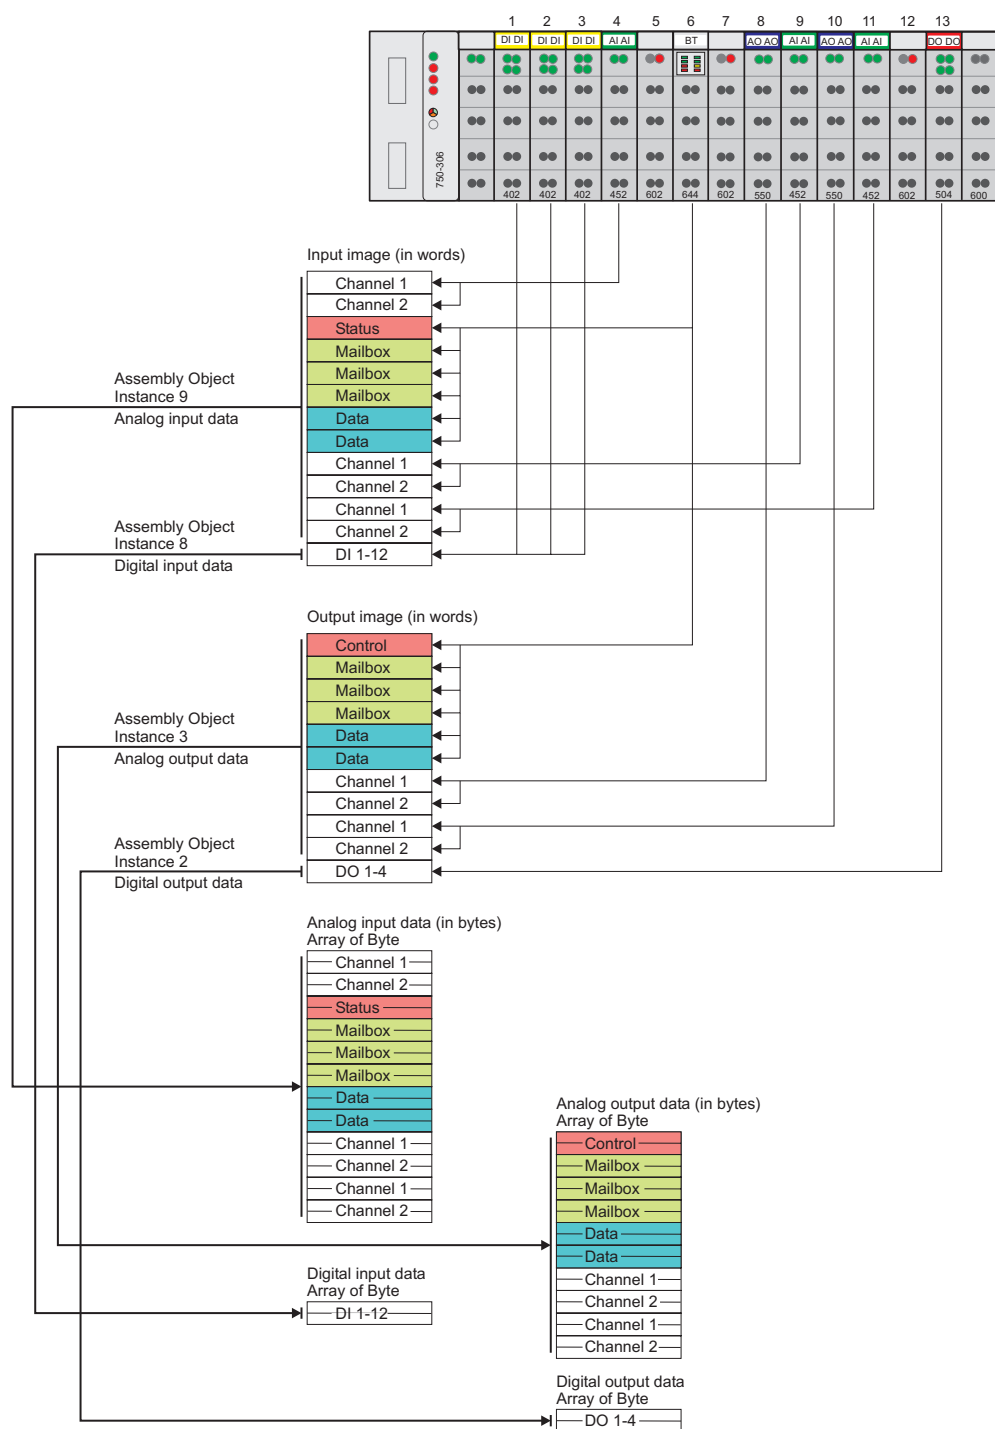 1 2 3 4 5 6 7 8 9 10 11 12 13
DI DI DI DI DI DI AI AI BT AO AO AI AI AO AO AI AI DO DO
750-306
402 402 402 452 602 644 602 550 452 550 452 602 504 600
Input image (in words)
Channel 1
Channel 2
Status
Mailbox
Mailbox
Mailbox
Data
Data
Channel 1
Channel 2
Channel 1
Channel 2
DI 1-12
Assembly Object
Instance 9
Analog input data
Assembly Object
Instance 8
Digital input data
Output image (in words)
Control
Mailbox
Mailbox
Mailbox
Data
Data
Channel 1
Channel 2
Channel 1
Channel 2
DO 1-4
Assembly Object
Instance 3
Analog output data
Assembly Object
Instance 2
Digital output data
Analog input data (in bytes)
Array of Byte
Channel 1
Channel 2
Status
Mailbox
Mailbox
Mailbox
Data
Data
Channel 1
Channel 2
Channel 1
Channel 2
Analog output data (in bytes)
Array of Byte
Control
Mailbox
Mailbox
Mailbox
Data
Data
Channel 1
Channel 2
Channel 1
Channel 2
Digital input data
Array of Byte
DI 1-12
Digital output data
Array of Byte
DO 1-4